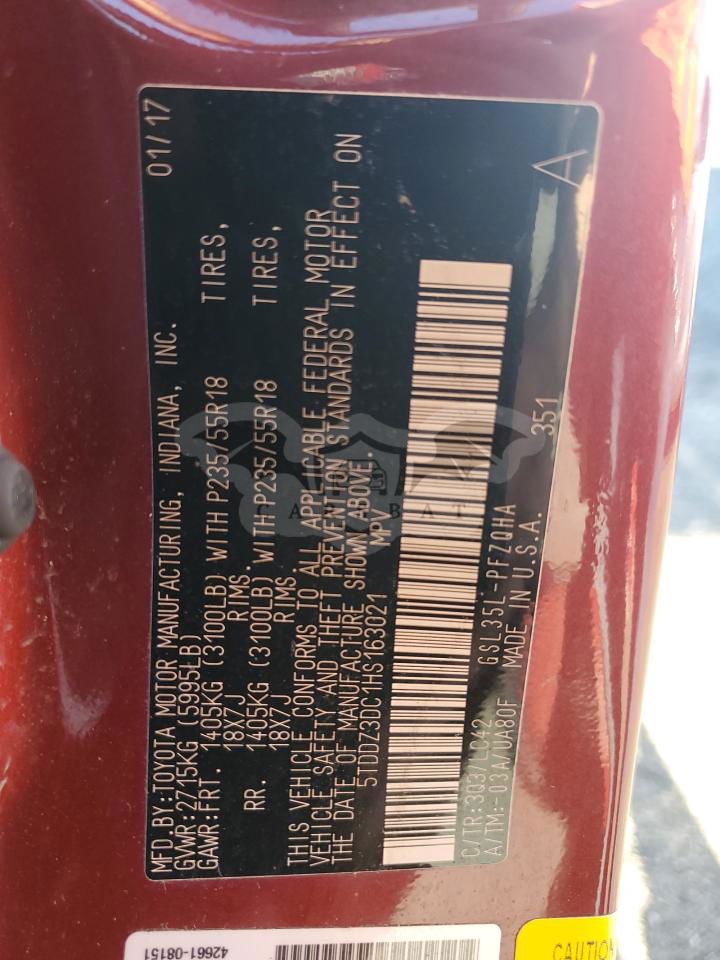 MFD.BY:TOYOTA MOTOR MANUFACTURING, INDIANA, INC. 01/17
GVWR:2715KG (5995LB)
GAWR:FRT. 1405KG (3100LB) WITH P235/55R18 TIRES,
18X7J RIMS,
RR. 1405KG (3100LB) WITH P235/55R18 TIRES,
18X7J RIMS
THIS VEHICLE CONFORMS TO ALL APPLICABLE FEDERAL MOTOR
VEHICLE SAFETY AND THEFT PREVENTION STANDARDS IN EFFECT ON
THE DATE OF MANUFACTURE SHOWN ABOVE.
5TDDZ3DC1HS163021 MPV
C/TR:3Q3/LC42 GSL35L-PFZQHA 351 A
A/TM:-03A/UA80F MADE IN U.S.A.
42661-08151
CAUTION